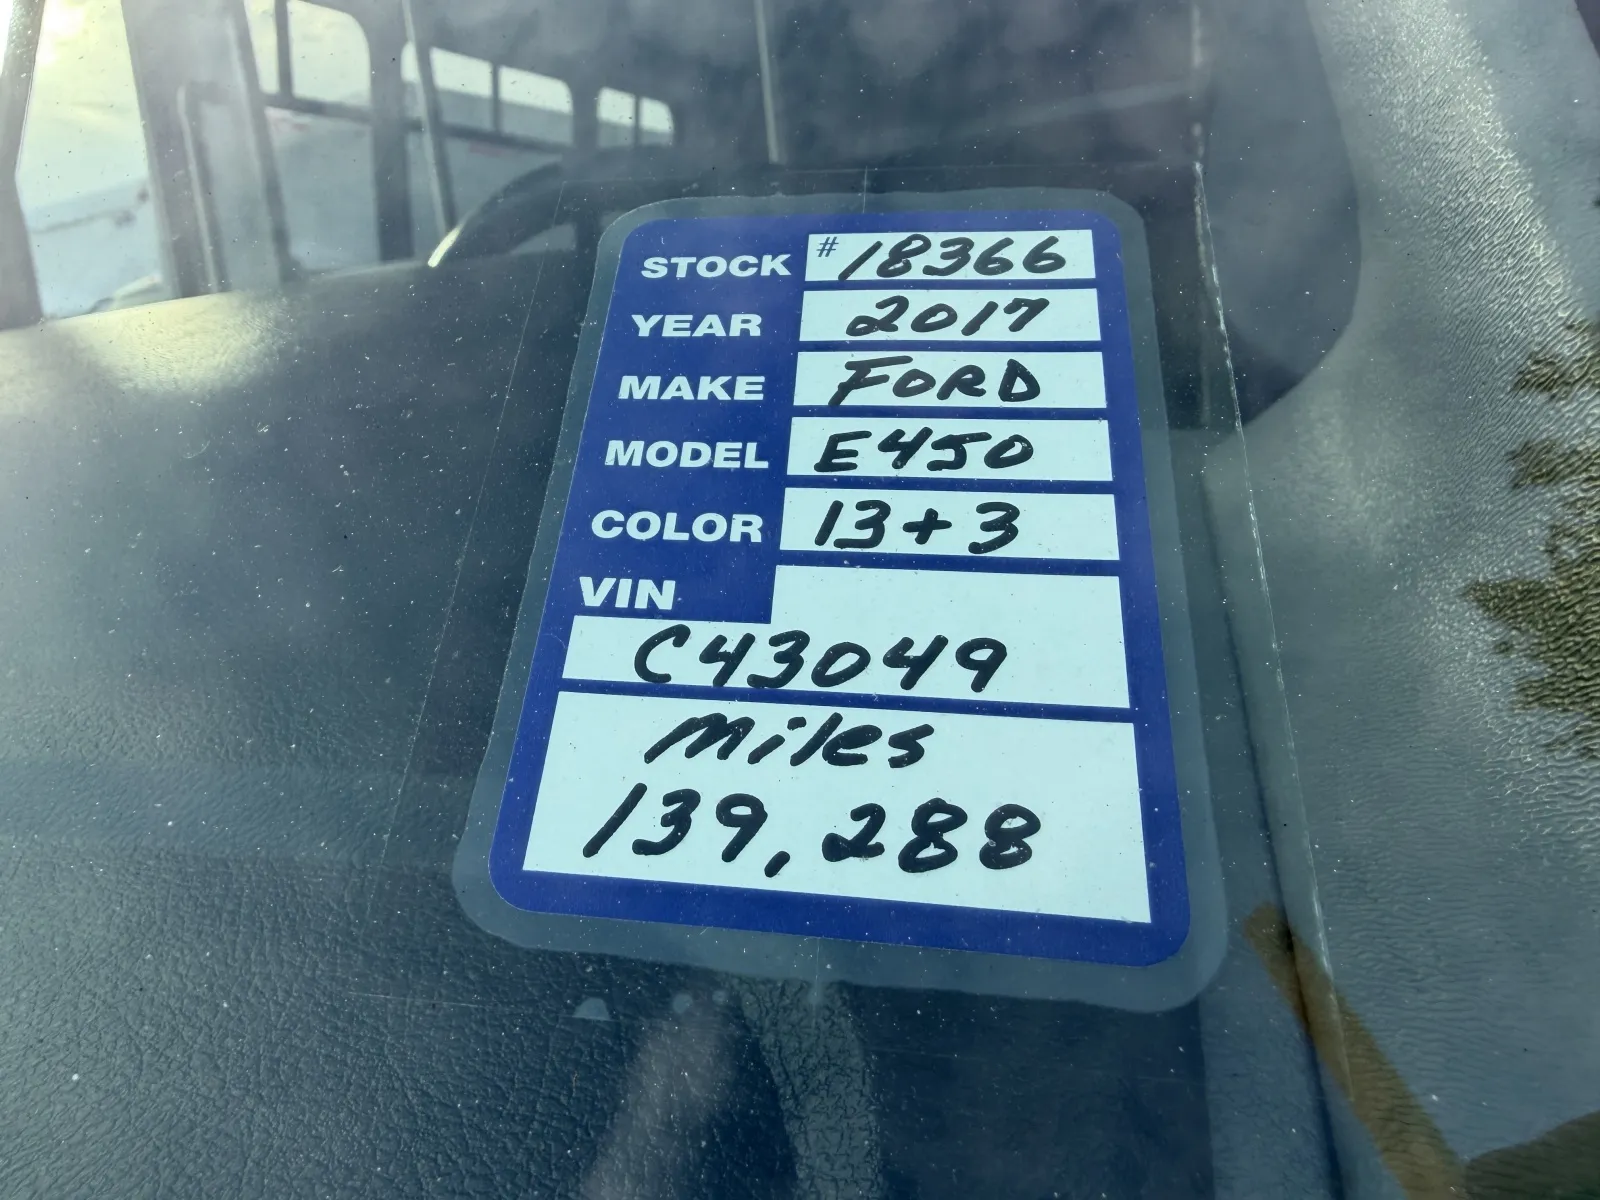 STOCK #18366
YEAR 2017
MAKE FORD
MODEL E450
COLOR 13+3
VIN
C43049
miles
139,288